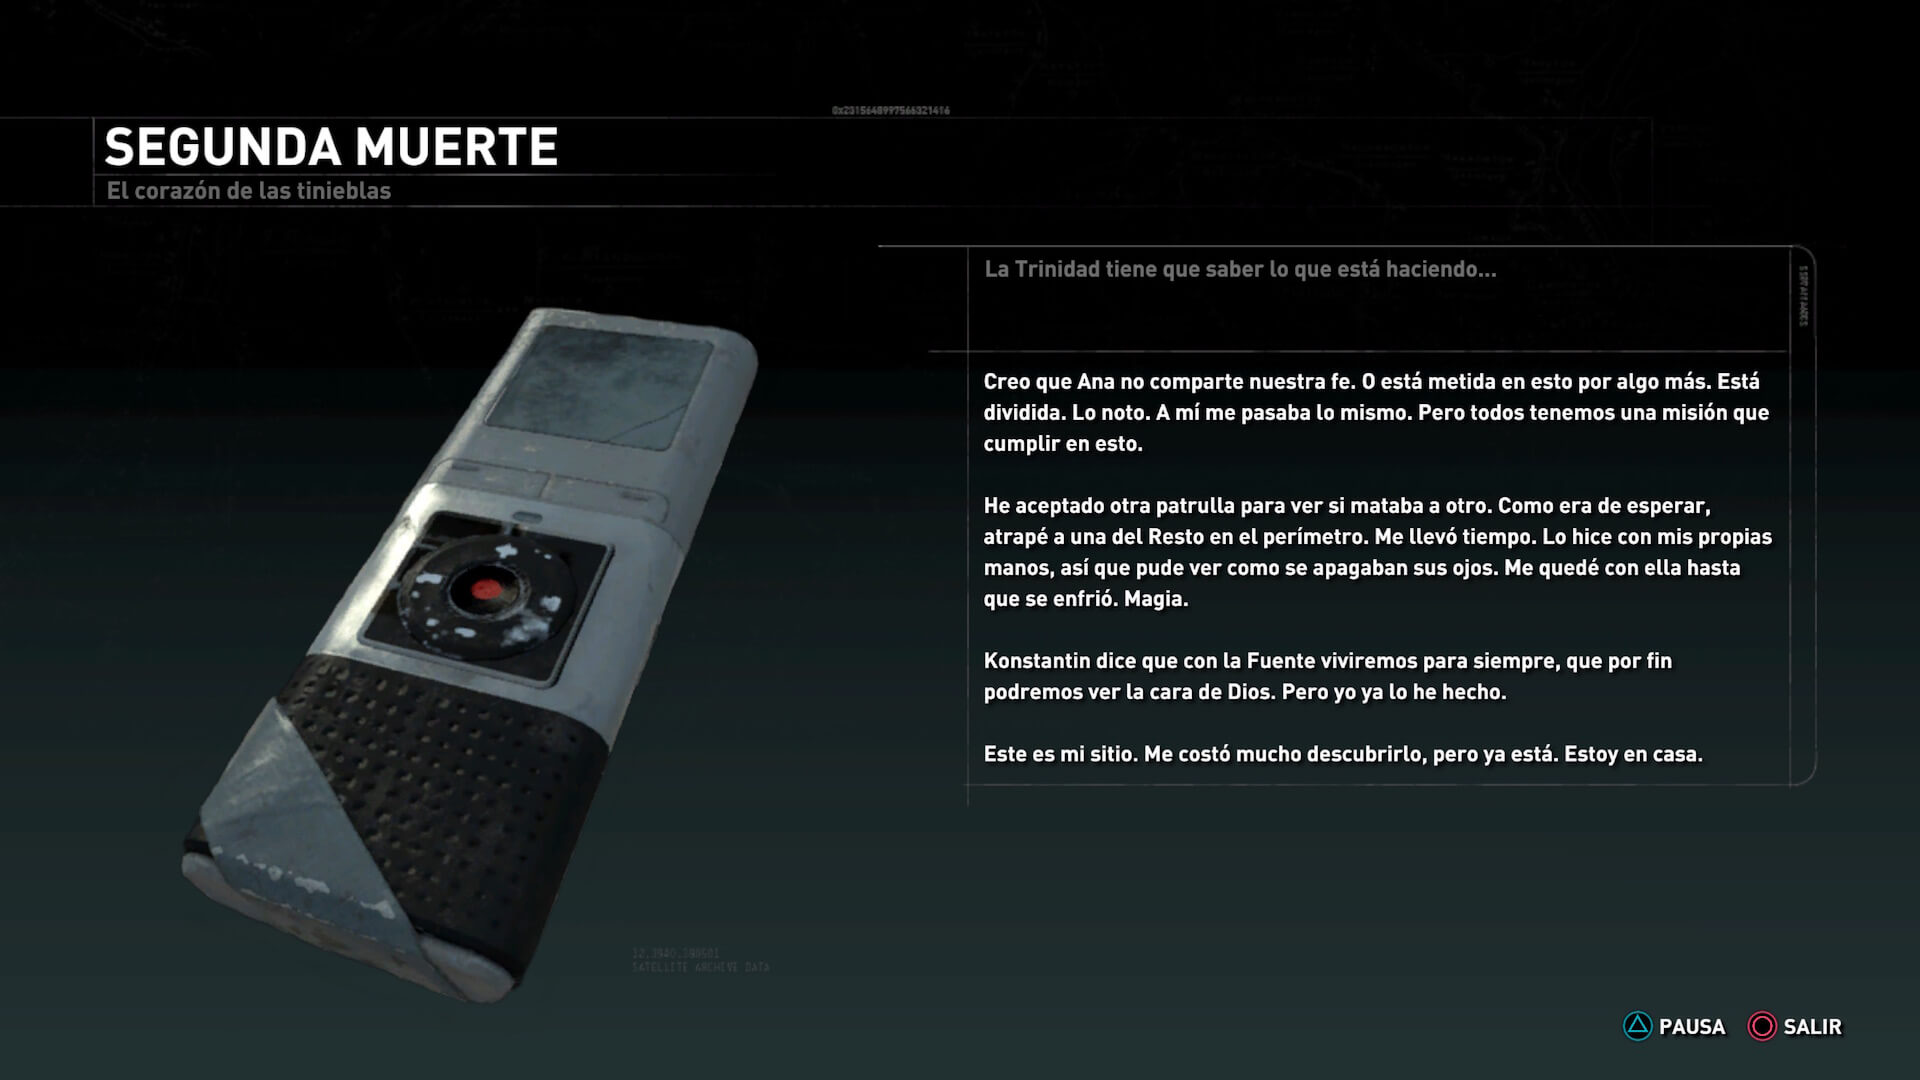 0x2315648997566321416
SEGUNDA MUERTE
El corazón de las tinieblas
La Trinidad tiene que saber lo que está haciendo...
Creo que Ana no comparte nuestra fe. O está metida en esto por algo más. Está
dividida. Lo noto. A mí me pasaba lo mismo. Pero todos tenemos una misión que
cumplir en esto.
He aceptado otra patrulla para ver si mataba a otro. Como era de esperar,
atrapé a una del Resto en el perímetro. Me llevó tiempo. Lo hice con mis propias
manos, así que pude ver como se apagaban sus ojos. Me quedé con ella hasta
que se enfrió. Magia.
Konstantin dice que con la Fuente viviremos para siempre, que por fin
podremos ver la cara de Dios. Pero yo ya lo he hecho.
Este es mi sitio. Me costó mucho descubrirlo, pero ya está. Estoy en casa.
SATELLITE ARCHIVE DATA
PAUSA
SALIR